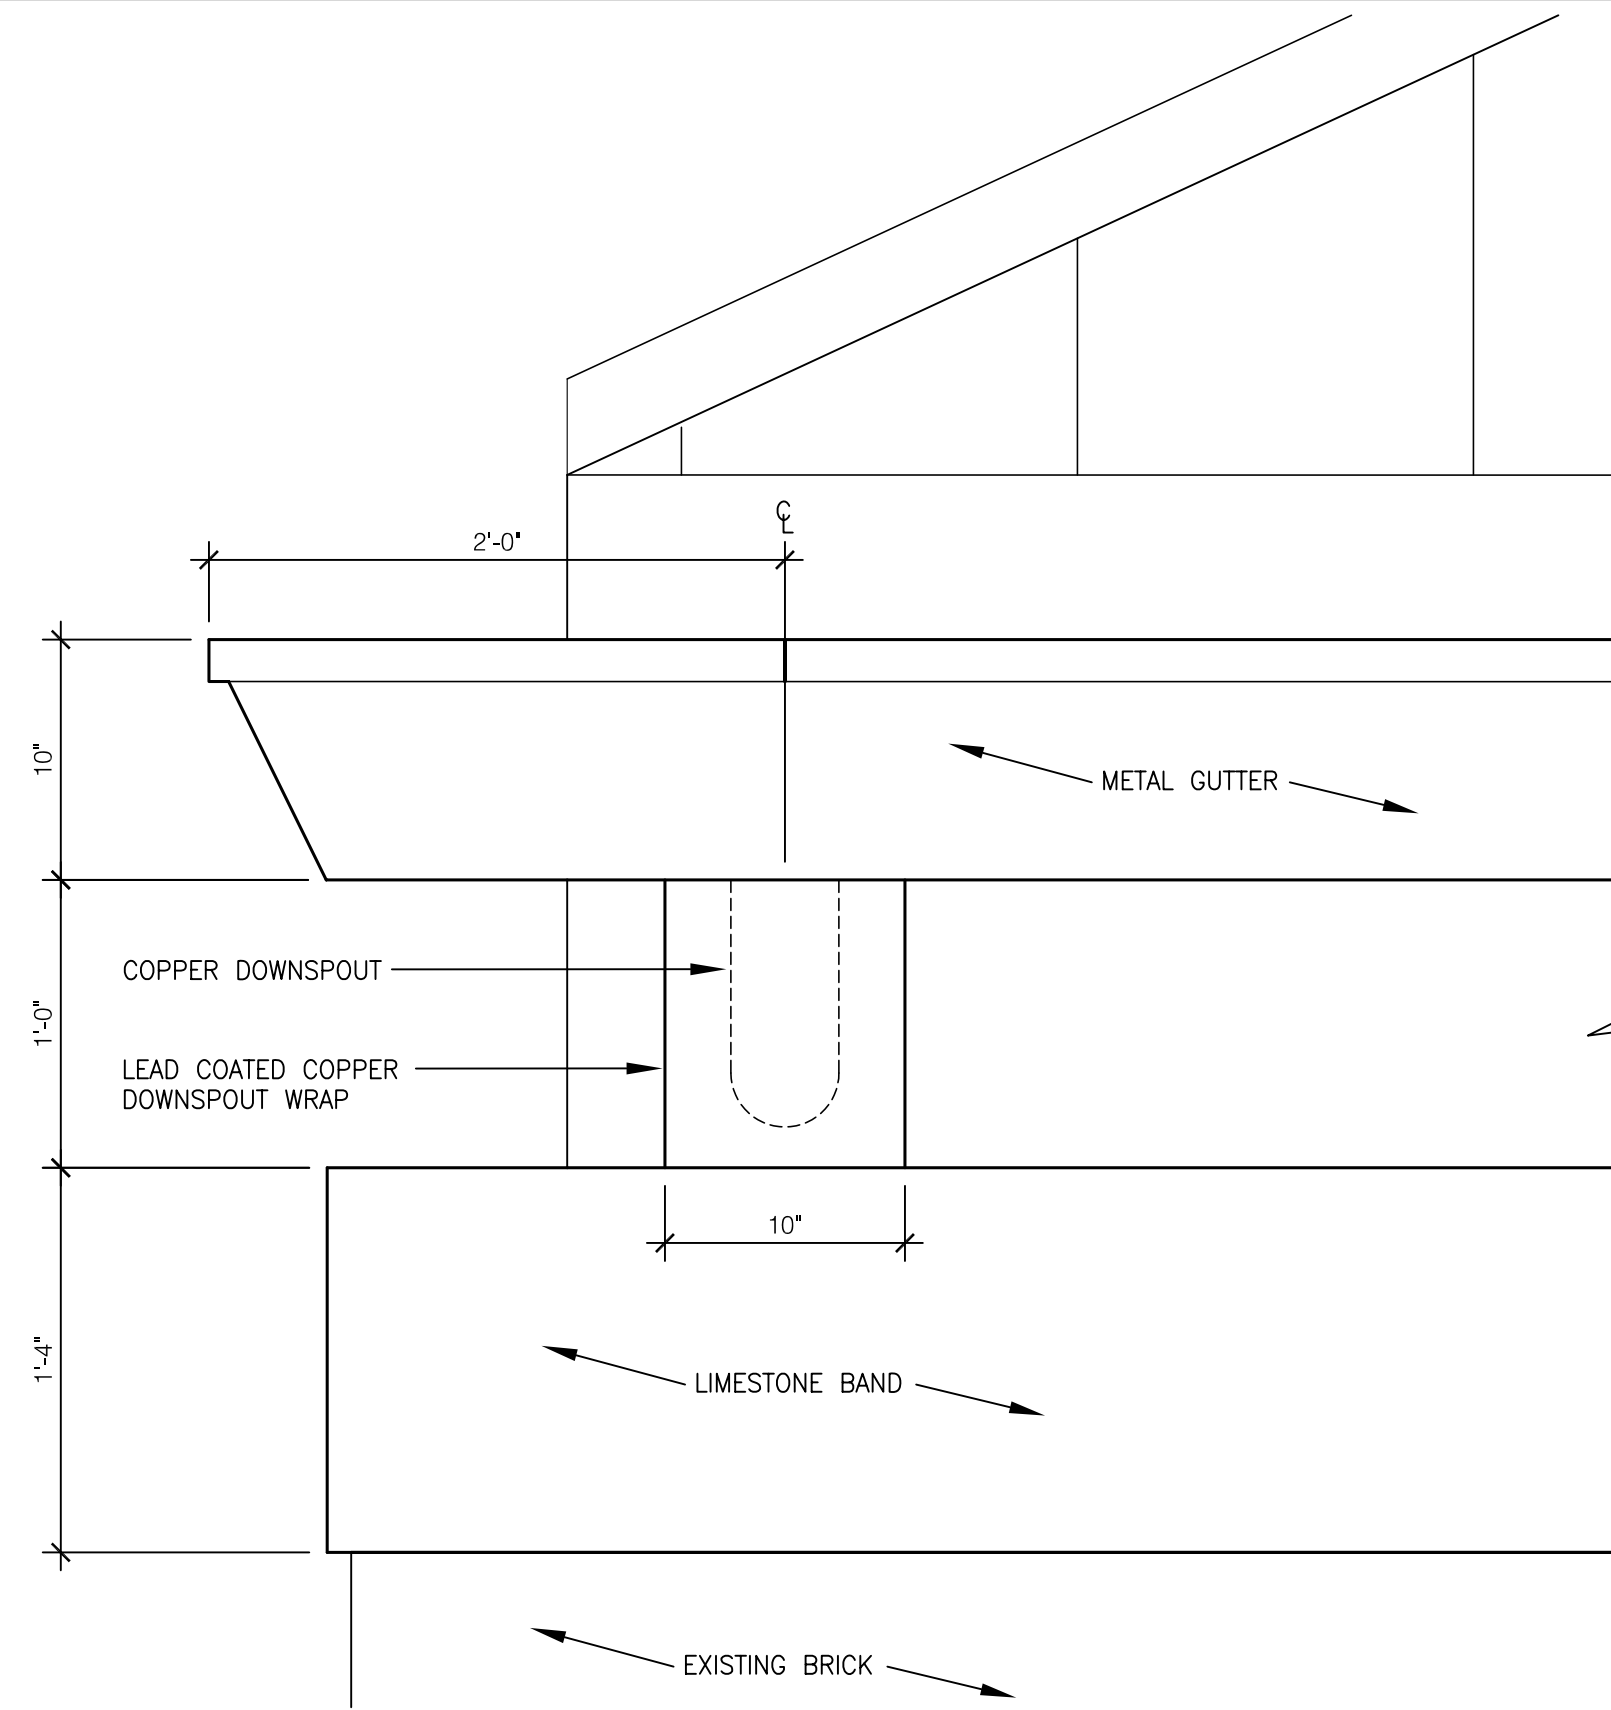 ℄
2'-0"
10"
METAL GUTTER
COPPER DOWNSPOUT
1'-0"
LEAD COATED COPPER
DOWNSPOUT WRAP
10"
1'-4"
LIMESTONE BAND
EXISTING BRICK